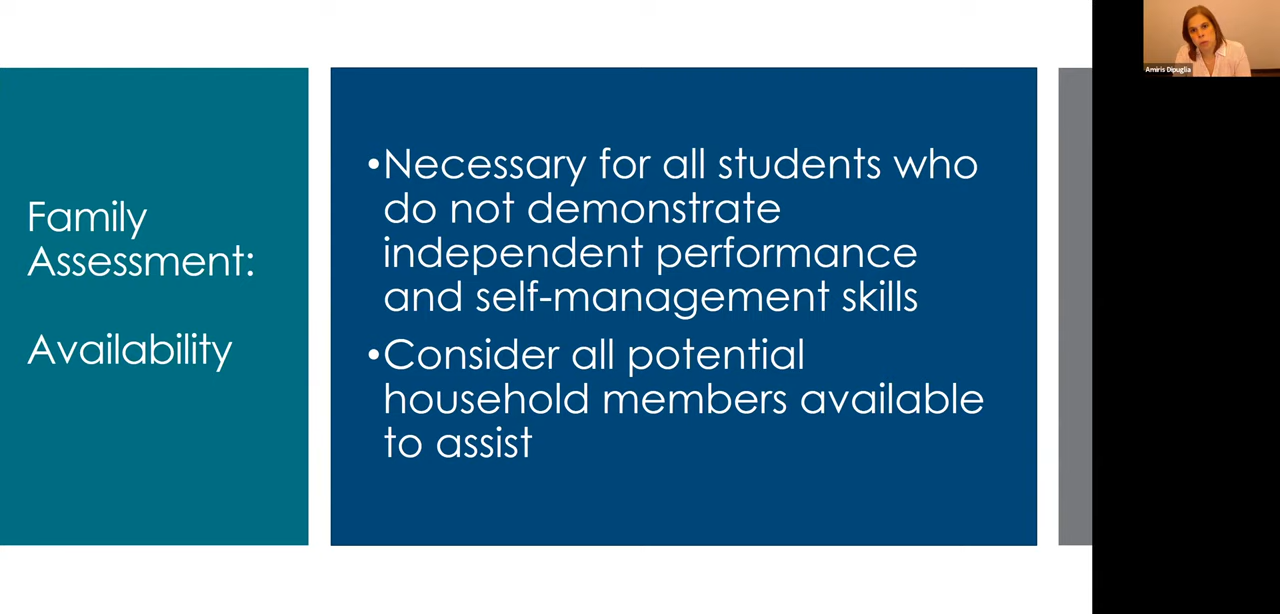 Family
Assessment:
Availability
•Necessary for all students who
do not demonstrate
independent performance
and self-management skills
•Consider all potential
household members available
to assist
Amiris Dipuglia